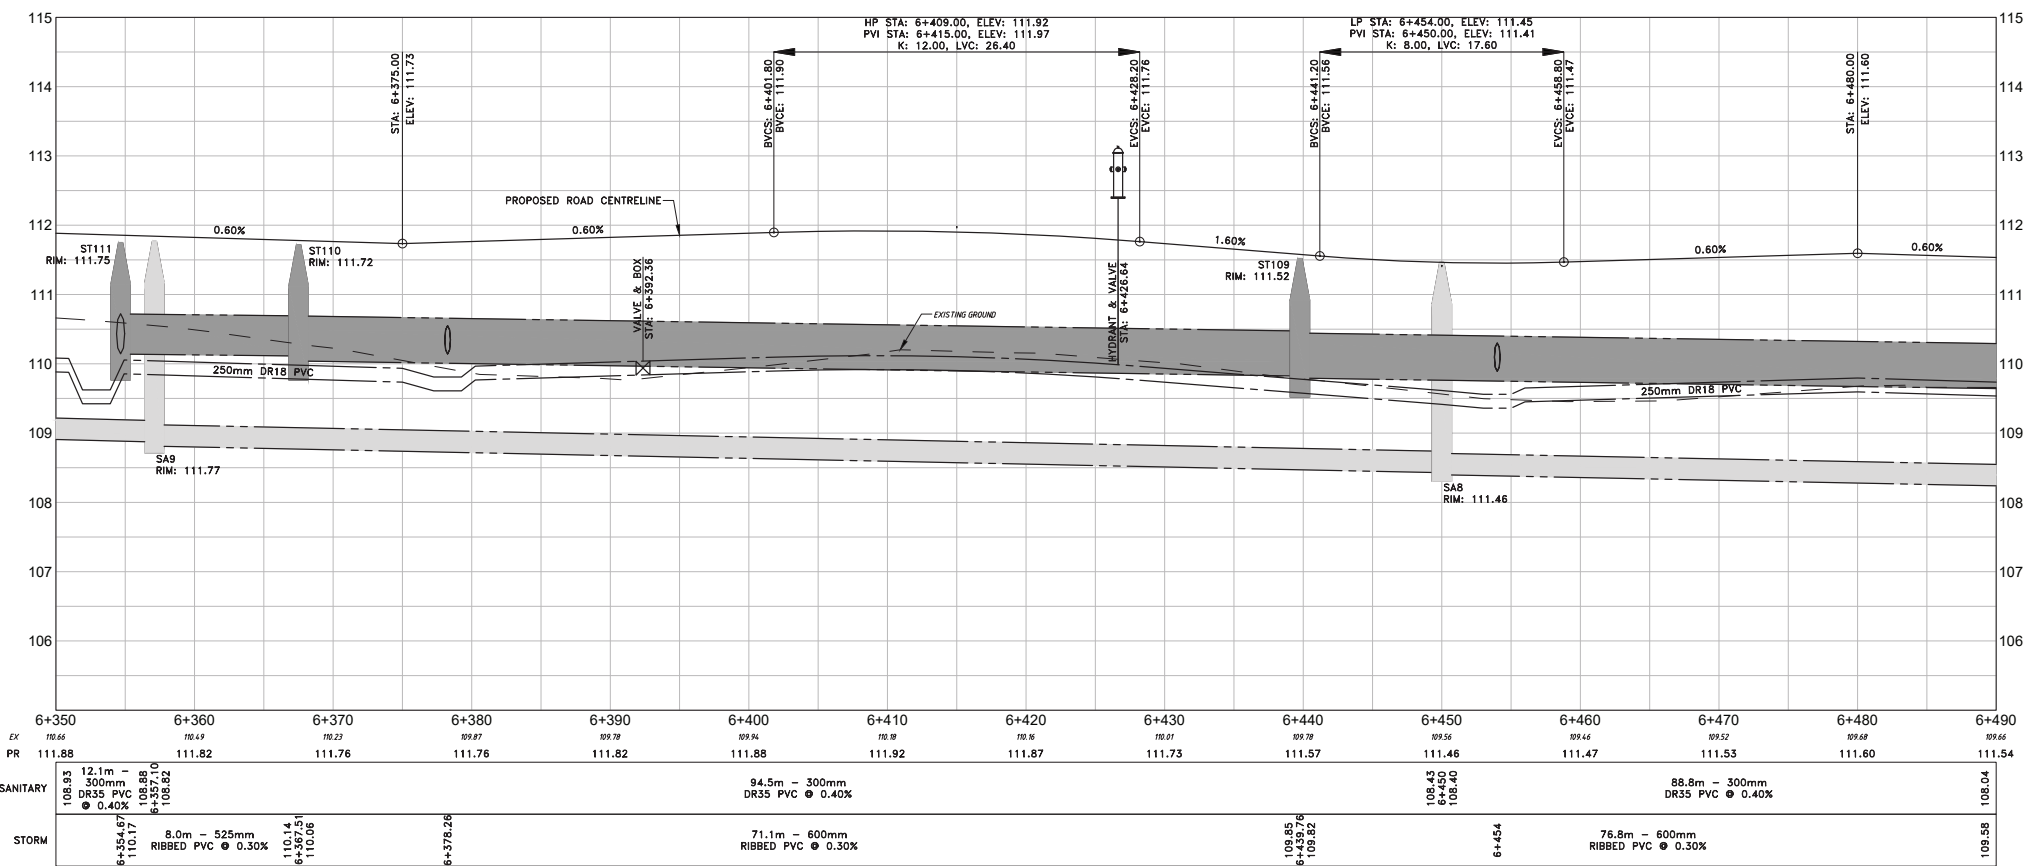 115
HP STA: 6+409.00, ELEV: 111.92
PVI STA: 6+415.00, ELEV: 111.97
K: 12.00, LVC: 26.40
LP STA: 6+454.00, ELEV: 111.45
PVI STA: 6+450.00, ELEV: 111.41
K: 8.00, LVC: 17.60
115
STA: 6+375.00
ELEV: 111.73
BVCS: 6+401.80
BVCE: 111.90
EVCS: 6+428.20
EVCE: 111.76
BVCS: 6+441.20
BVCE: 111.56
EVCS: 6+458.80
EVCE: 111.47
STA: 6+480.00
ELEV: 111.60
114
114
113
113
PROPOSED ROAD CENTRELINE
112
0.60%
0.60%
1.60%
0.60%
0.60%
112
ST111
RIM: 111.75
ST110
RIM: 111.72
VALVE & BOX
STA: 6+392.36
HYDRANT & VALVE
STA: 6+426.64
ST109
RIM: 111.52
111
111
EXISTING GROUND
110
250mm DR18 PVC
250mm DR18 PVC
110
109
109
SA9
RIM: 111.77
SA8
RIM: 111.46
108
108
107
107
106
106
6+350 6+360 6+370 6+380 6+390 6+400 6+410 6+420 6+430 6+440 6+450 6+460 6+470 6+480 6+490
EX 110.66 110.49 110.23 109.87 109.78 109.94 110.18 110.16 110.01 109.78 109.56 109.46 109.52 109.68 109.66
PR 111.88 111.82 111.76 111.76 111.82 111.88 111.92 111.87 111.73 111.57 111.46 111.47 111.53 111.60 111.54
SANITARY
108.93
12.1m -
300mm
DR35 PVC
@ 0.40%
108.88
6+357.10
108.82
94.5m - 300mm
DR35 PVC @ 0.40%
108.43
6+450
108.40
88.8m - 300mm
DR35 PVC @ 0.40%
108.04
STORM
6+354.67
110.17
8.0m - 525mm
RIBBED PVC @ 0.30%
110.14
6+367.51
110.06
6+378.26
71.1m - 600mm
RIBBED PVC @ 0.30%
109.85
6+439.76
109.82
6+454
76.8m - 600mm
RIBBED PVC @ 0.30%
109.58